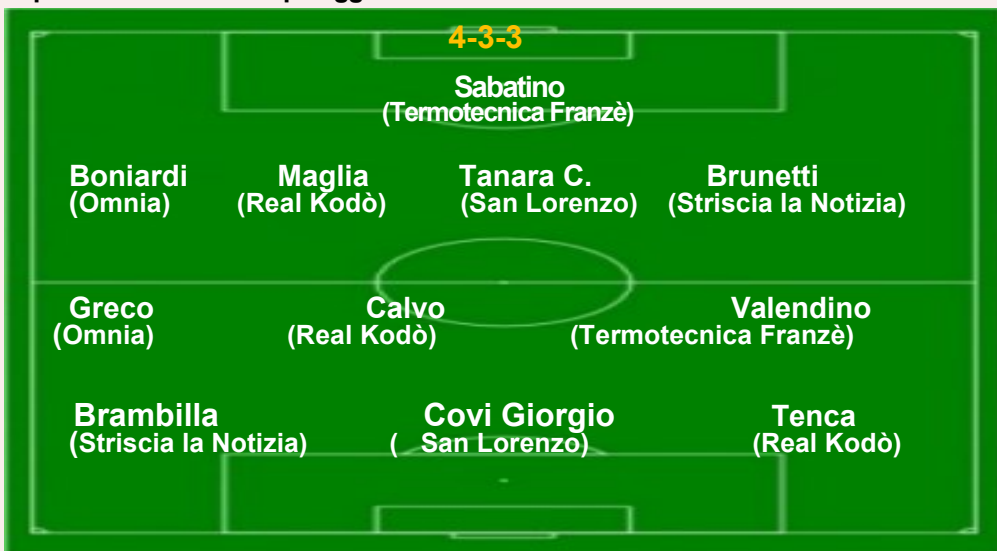 4-3-3
Sabatino
(Termotecnica Franzè)
Boniardi Maglia Tanara C. Brunetti
(Omnia) (Real Kodò) (San Lorenzo) (Striscia la Notizia)
Greco Calvo Valendino
(Omnia) (Real Kodò) (Termotecnica Franzè)
Brambilla Covi Giorgio Tenca
(Striscia la Notizia) ( San Lorenzo) (Real Kodò)